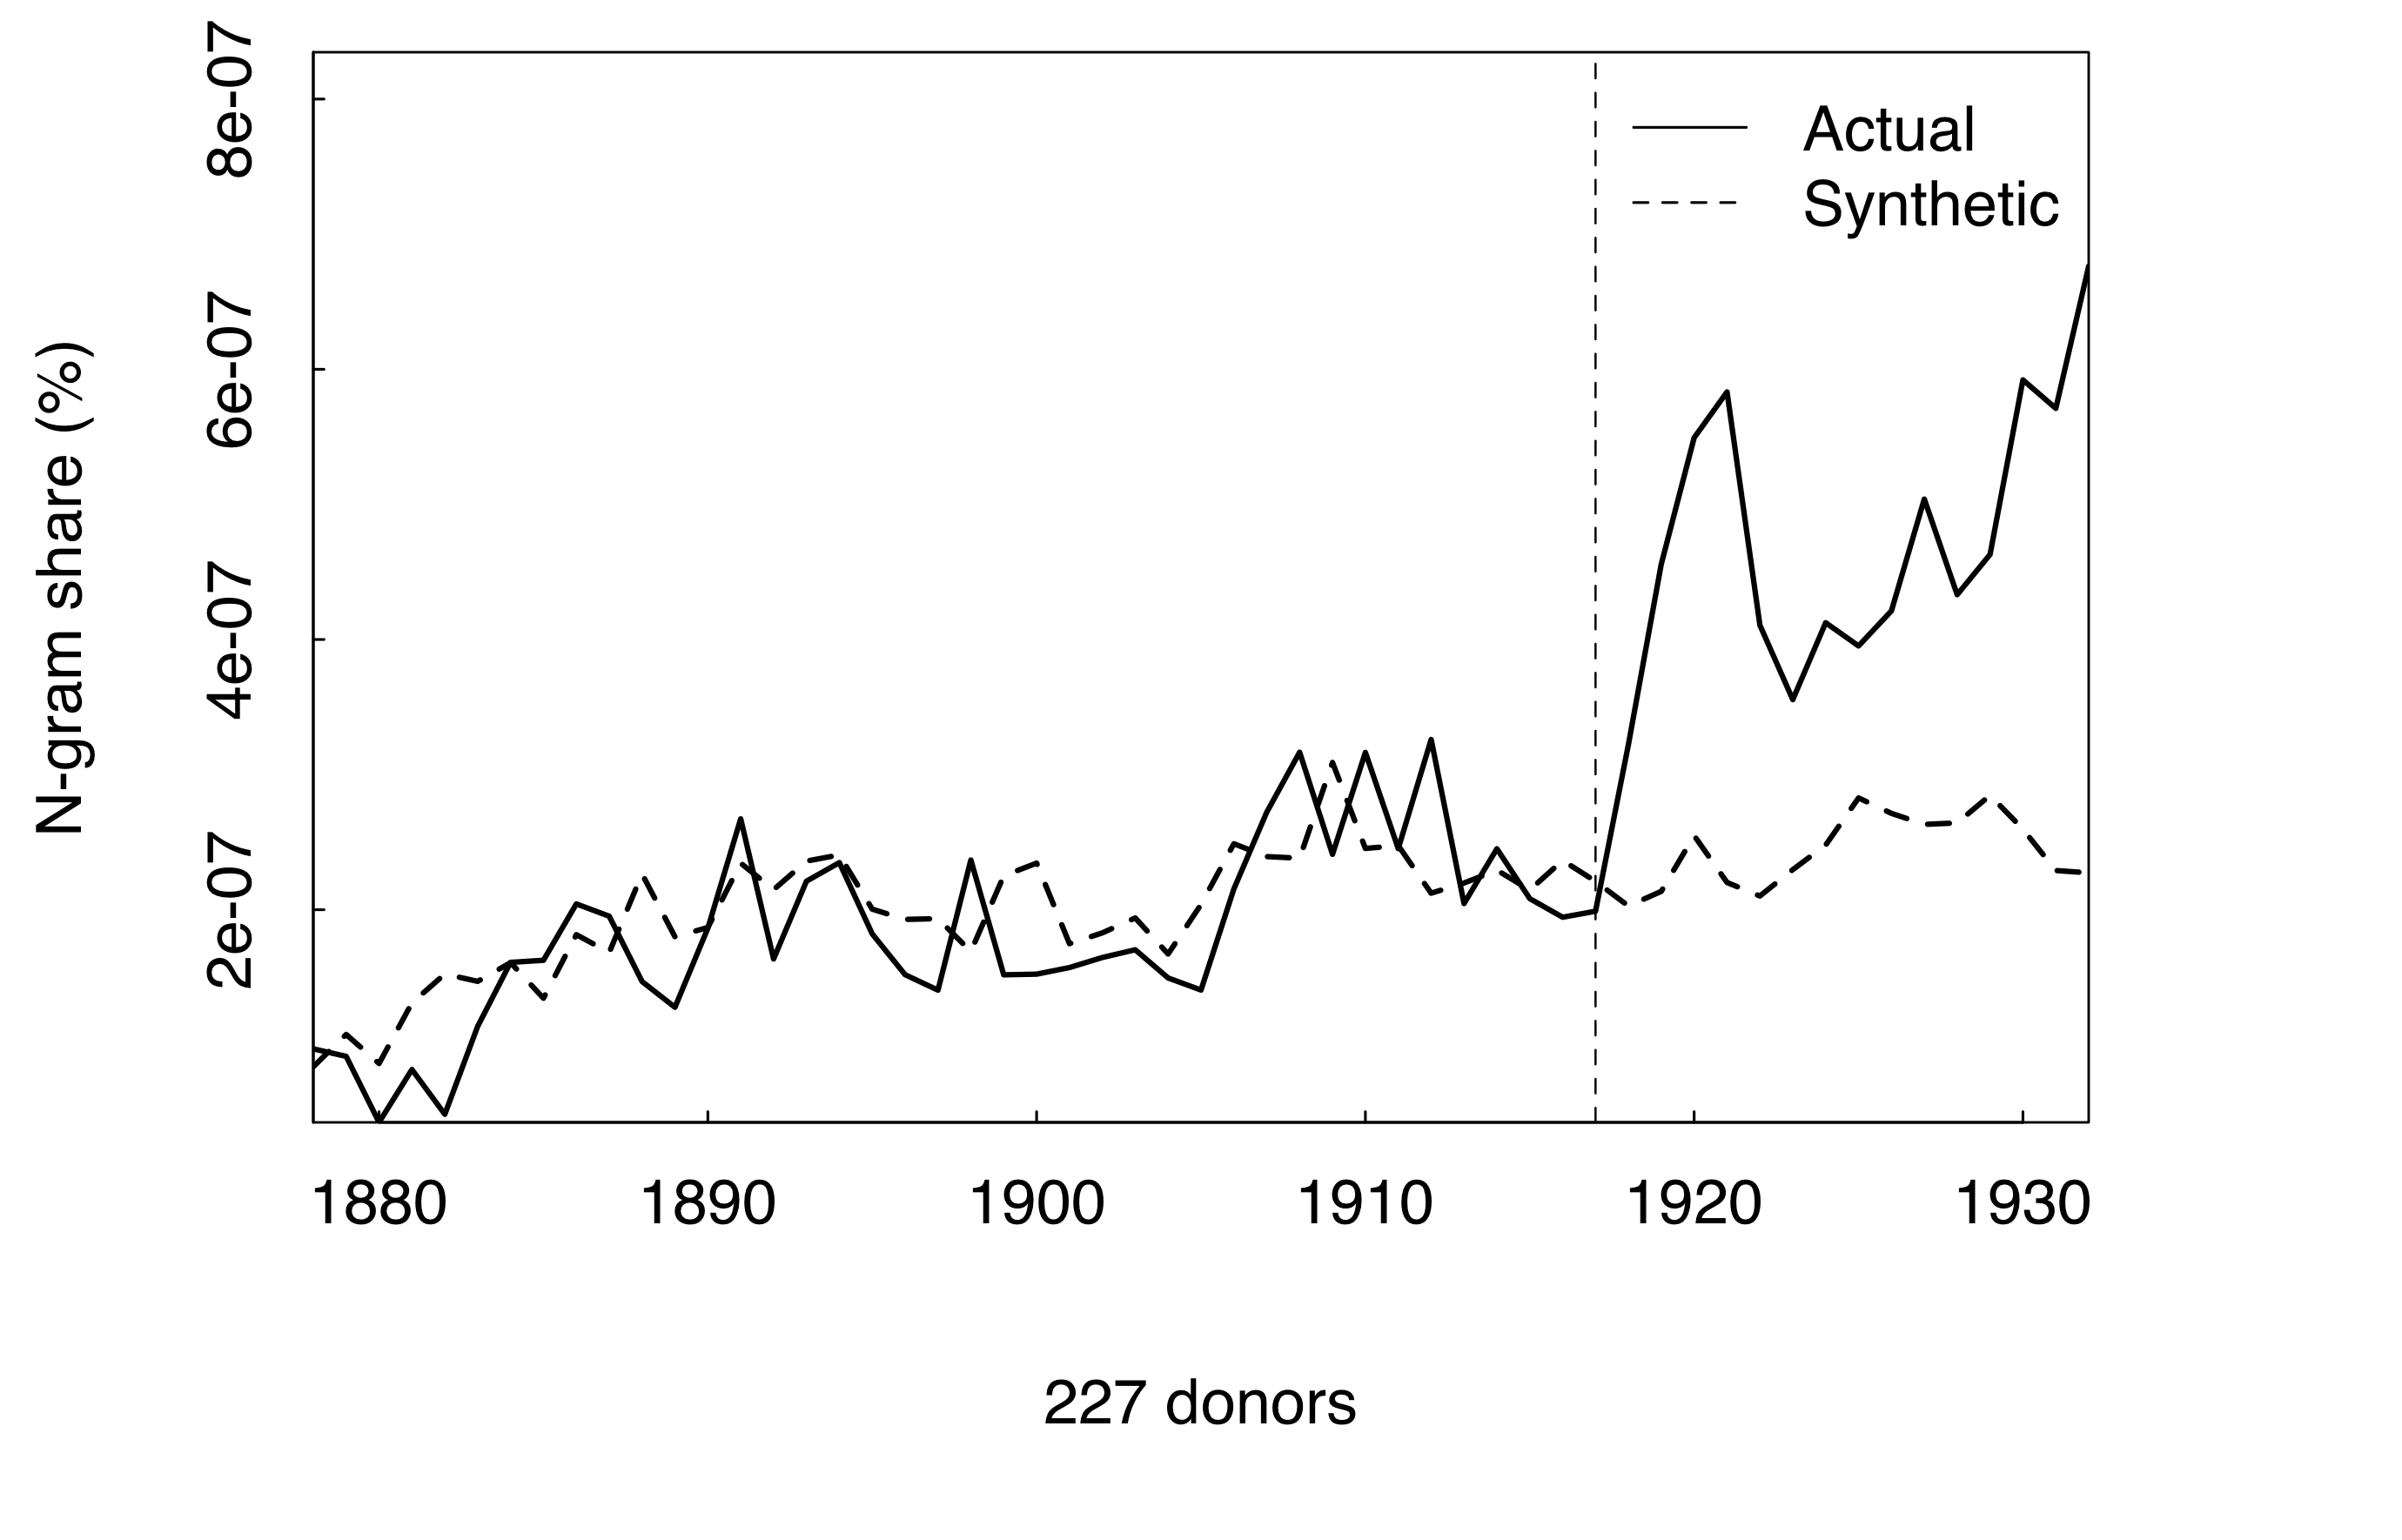 N-gram share (%)
8e-07
6e-07
4e-07
2e-07
Actual
Synthetic
1880 1890 1900 1910 1920 1930
227 donors